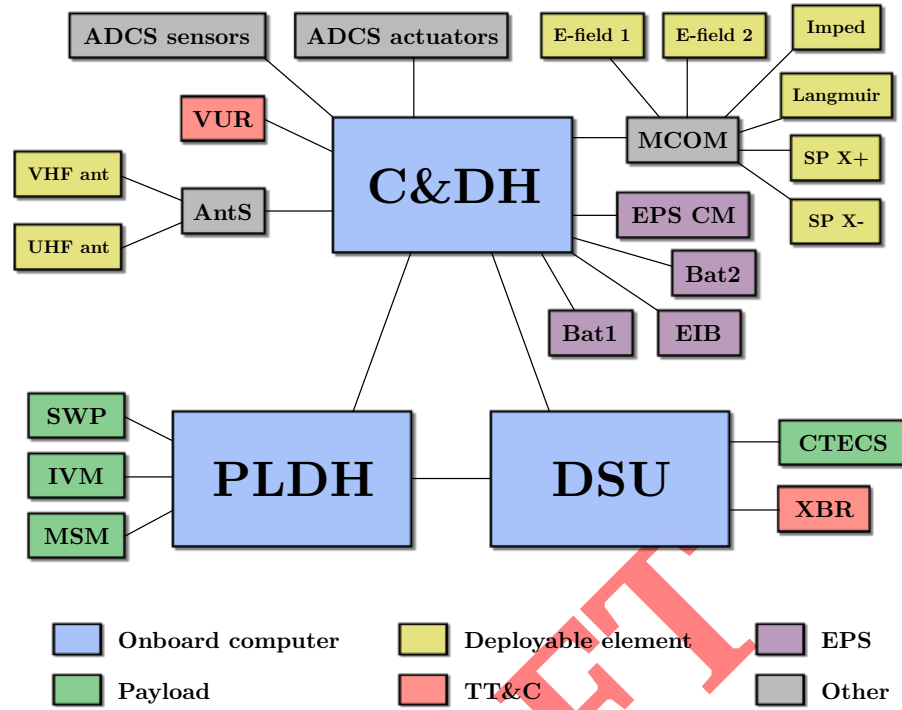 ADCS sensors
ADCS actuators
E-field 1
E-field 2
Imped
VUR
Langmuir
MCOM
C&DH
SP X+
VHF ant
AntS
EPS CM
SP X-
UHF ant
Bat2
Bat1
EIB
SWP
CTECS
IVM
PLDH
DSU
XBR
MSM
Onboard computer
Deployable element
EPS
Payload
TT&C
Other